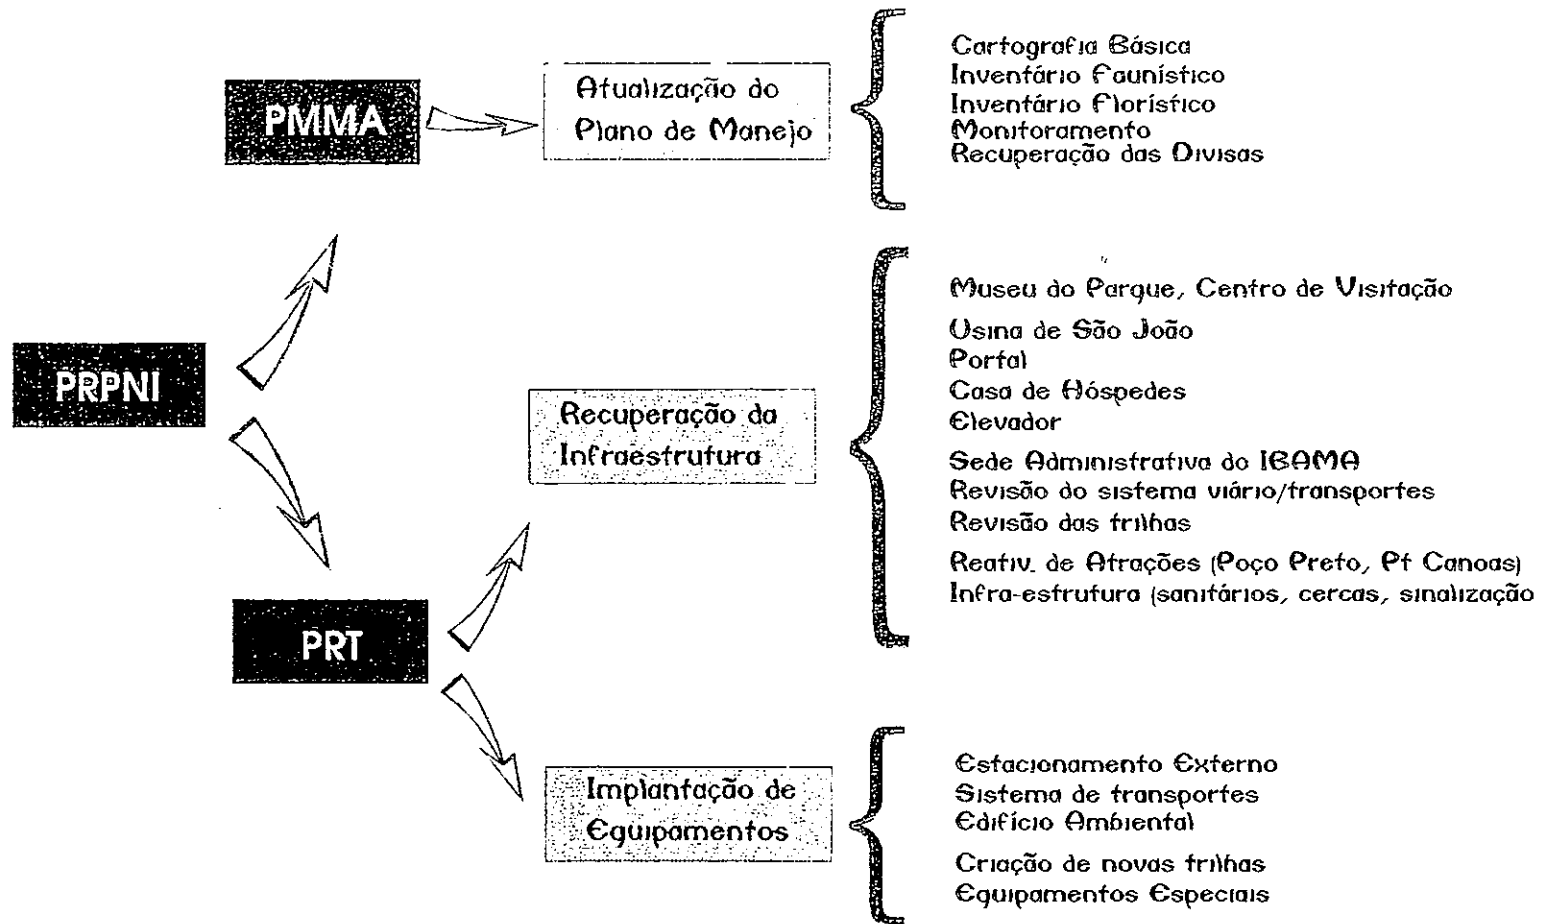 PMMA
Atualização do
Plano de Manejo
Cartografia Básica
Inventário Faunístico
Inventário Florístico
Monitoramento
Recuperação das Divisas
PRPNI
Recuperação da
Infraestrutura
Museu do Parque, Centro de Visitação
Usina de São João
Portal
Casa de Hóspedes
Elevador
Sede Administrativa do IBAMA
Revisão do sistema viário/transportes
Revisão das trilhas
Reativ. de Atrações (Poço Preto, Pt Canoas)
Infra-estrutura (sanitários, cercas, sinalização
PRT
Implantação de
Equipamentos
Estacionamento Externo
Sistema de transportes
Edifício Ambiental
Criação de novas trilhas
Equipamentos Especiais